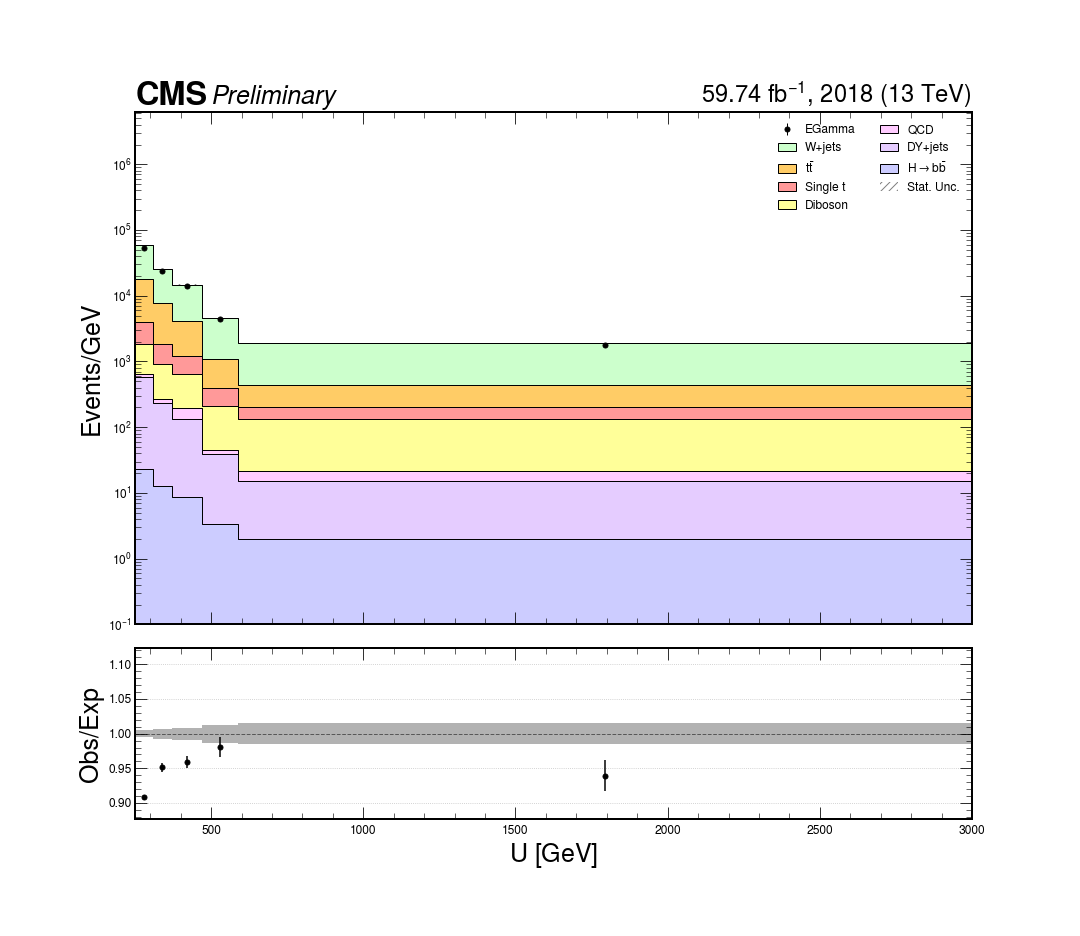 CMS Preliminary
59.74 fb⁻¹, 2018 (13 TeV)
EGamma
W+jets
tt̄
Single t
Diboson
QCD
DY+jets
H→bb̄
Stat. Unc.
Events/GeV
10⁶
10⁵
10⁴
10³
10²
10¹
10⁰
10⁻¹
Obs/Exp
1.10
1.05
1.00
0.95
0.90
500 1000 1500 2000 2500 3000
U [GeV]